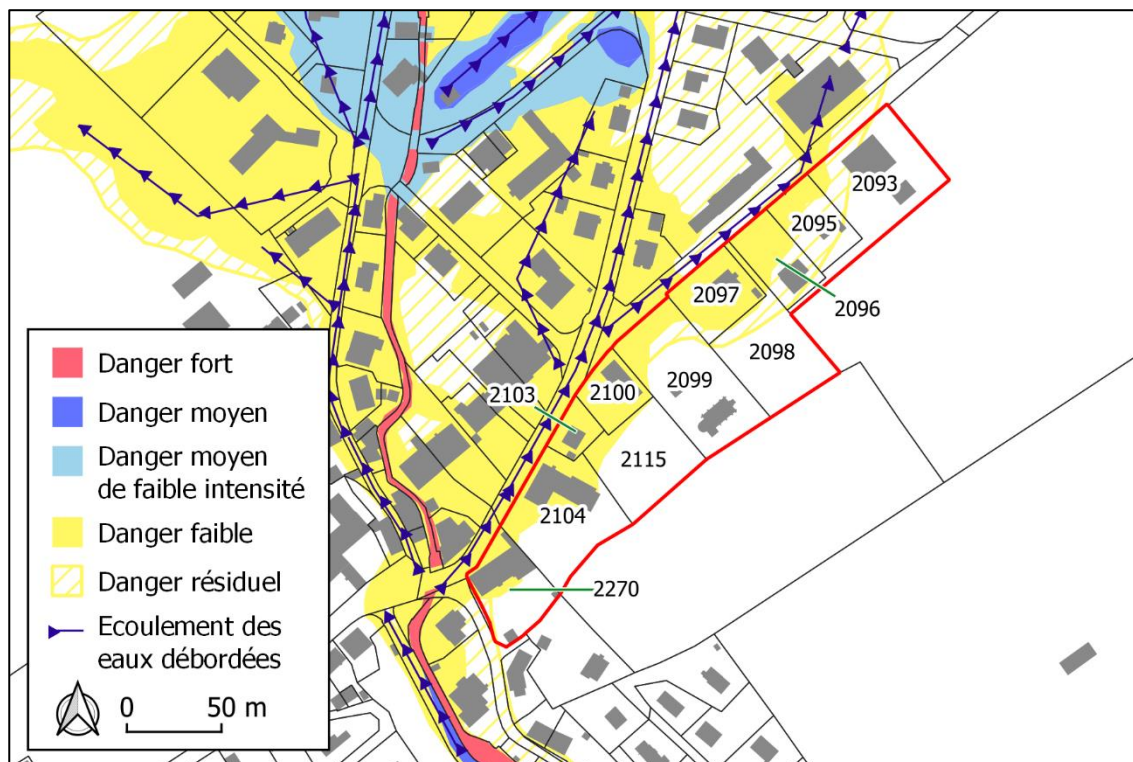 2093
2095
2097
2096
2098
2103
2100
2099
2115
2104
2270
Danger fort
Danger moyen
Danger moyen
de faible intensité
Danger faible
Danger résiduel
Ecoulement des
eaux débordées
0 50 m